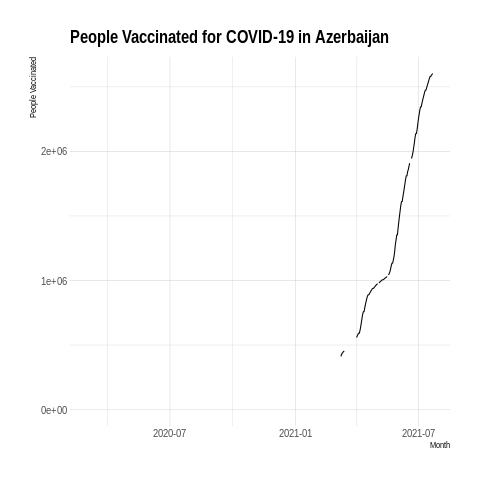 People Vaccinated for COVID-19 in Azerbaijan
People Vaccinated
2e+06
1e+06
0e+00
2020-07
2021-01
2021-07
Month